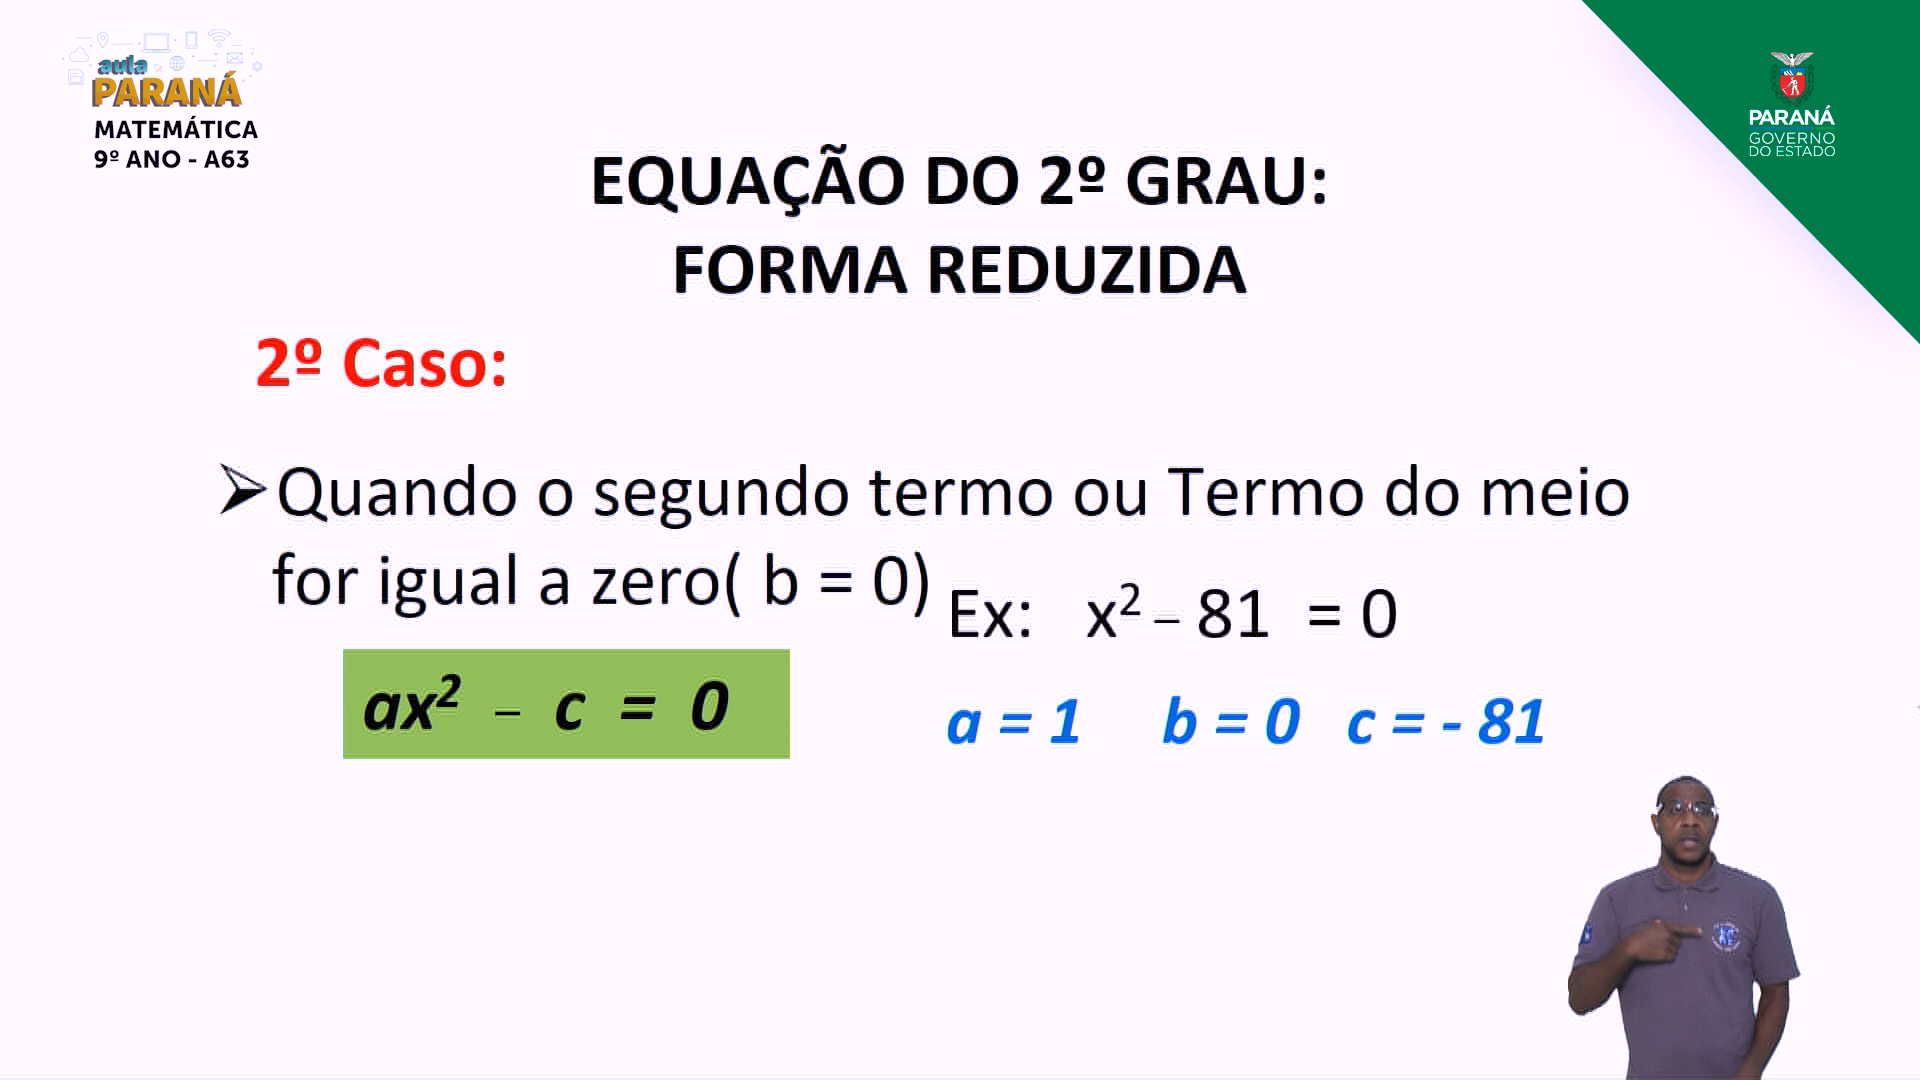 aula
PARANÁ
MATEMÁTICA
9º ANO - A63
PARANÁ
GOVERNO
DO ESTADO
EQUAÇÃO DO 2º GRAU:
FORMA REDUZIDA
2º Caso:
➢Quando o segundo termo ou Termo do meio
for igual a zero( b = 0)
Ex: x² – 81 = 0
ax² – c = 0
a = 1 b = 0 c = - 81